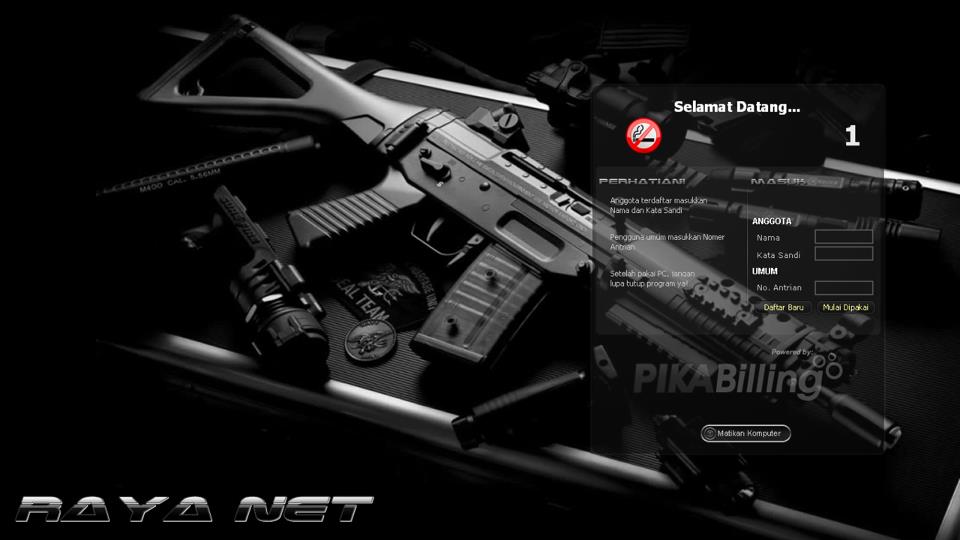 Selamat Datang...
1
PERHATIAN!
MASUK
Anggota terdaftar masukkan
Nama dan Kata Sandi
Pengguna umum masukkan Nomer
Antrian
Setelah pakai PC, jangan
lupa tutup program ya!
ANGGOTA
Nama
Kata Sandi
UMUM
No. Antrian
Daftar Baru
Mulai Dipakai
Powered by:
PIKABilling
Matikan Komputer
M400 CAL. 5.56MM
SUREFIRE
SEAL TEAM
RAYA NET